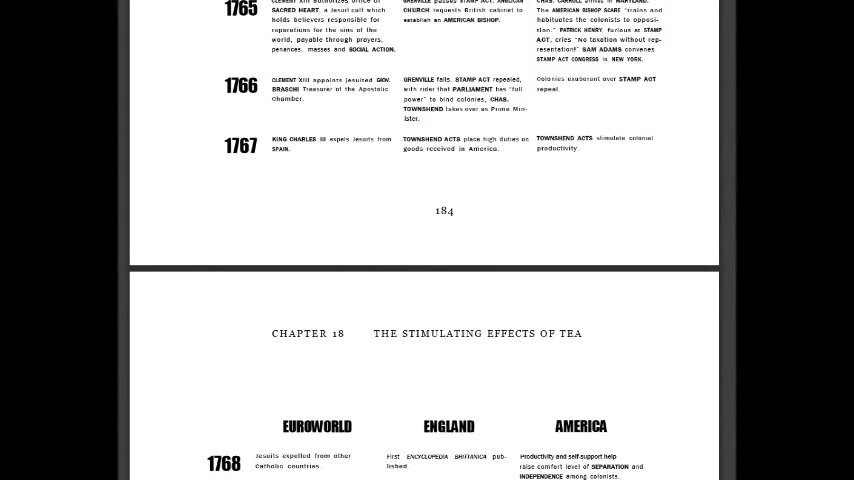 1765
CLEMENT XIII authorizes office of
SACRED HEART, a Jesuit cult which
holds believers responsible for
reparations for the sins of the
world, payable through prayers,
penances, masses and SOCIAL ACTION.
GRENVILLE passes STAMP ACT. ANGLICAN
CHURCH requests British cabinet to
establish an AMERICAN BISHOP.
CHAS. CARROLL arrives in MARYLAND.
The AMERICAN BISHOP SCARE "trains and
habituates the colonists to opposi-
tion." PATRICK HENRY, furious at STAMP
ACT, cries "No taxation without rep-
resentation!" SAM ADAMS convenes
STAMP ACT CONGRESS in NEW YORK.
1766
CLEMENT XIII appoints jesuited GIOV.
BRASCHI Treasurer of the Apostolic
Chamber.
GRENVILLE falls. STAMP ACT repealed,
with rider that PARLIAMENT has "full
power" to bind colonies, CHAS.
TOWNSHEND takes over as Prime Min-
ister.
Colonies exuberant over STAMP ACT
repeal.
1767
KING CHARLES III expels Jesuits from
SPAIN.
TOWNSHEND ACTS place high duties on
goods received in America.
TOWNSHEND ACTS stimulate colonial
productivity.
184
CHAPTER 18 THE STIMULATING EFFECTS OF TEA
EUROWORLD ENGLAND AMERICA
1768
Jesuits expelled from other
Catholic countries.
First ENCYCLOPEDIA BRITTANICA pub-
lished.
Productivity and self-support help
raise comfort level of SEPARATION and
INDEPENDENCE among colonists.